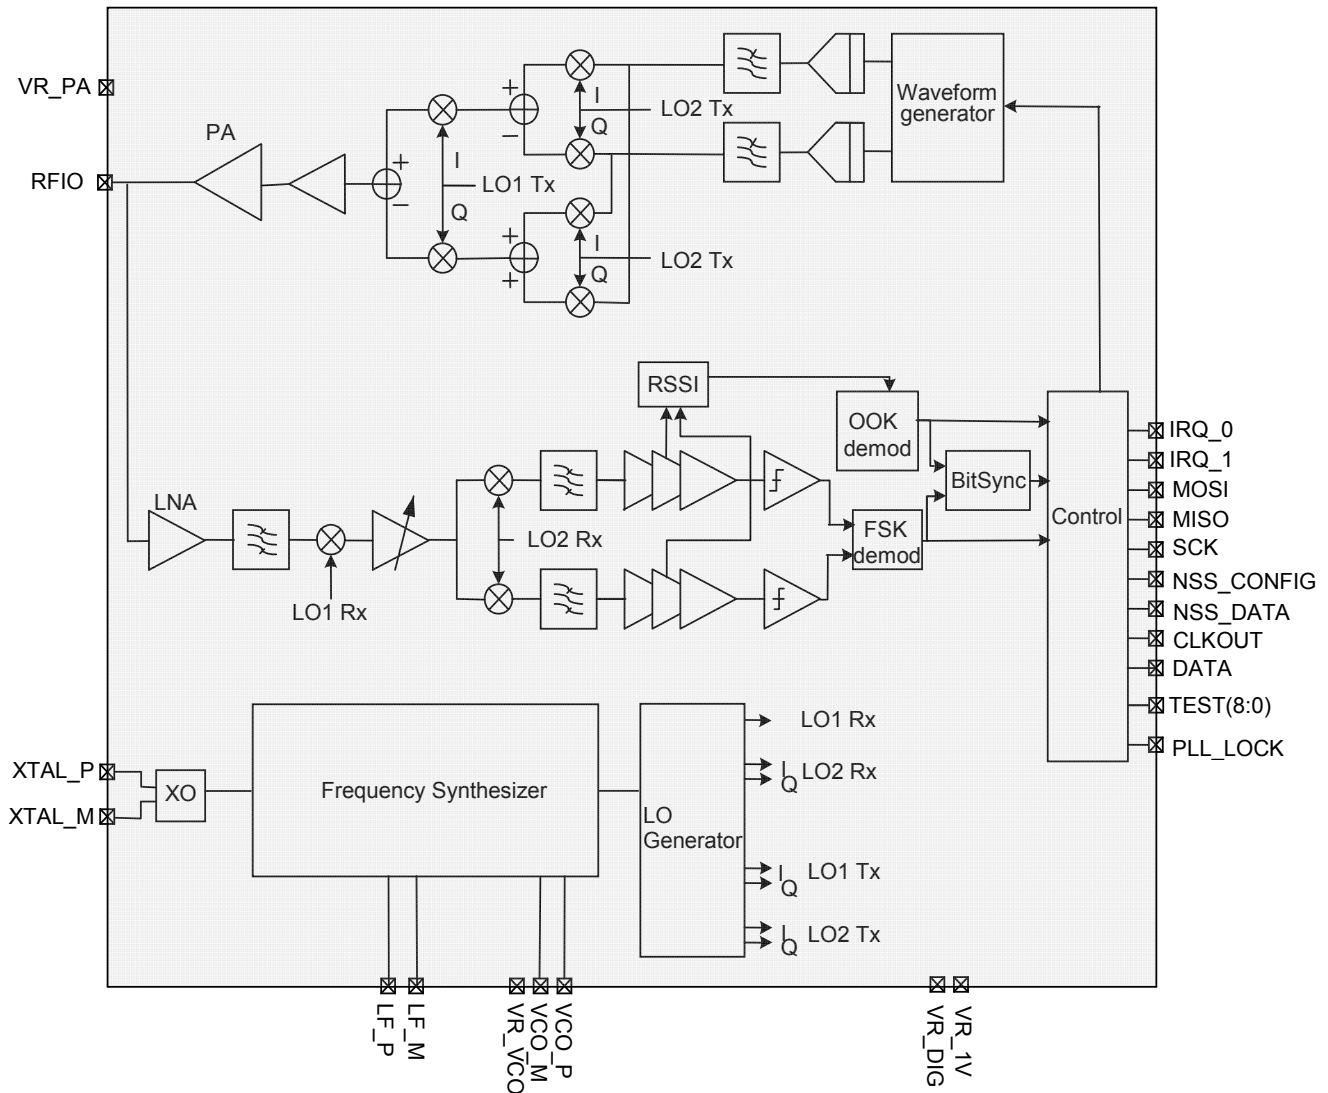 VR_PA
RFIO
PA
+
−
I
LO1 Tx
Q
+
−
I
LO2 Tx
Q
+
+
I
LO2 Tx
Q
Waveform
generator
RSSI
OOK
demod
BitSync
FSK
demod
Control
LNA
LO1 Rx
LO2 Rx
IRQ_0
IRQ_1
MOSI
MISO
SCK
NSS_CONFIG
NSS_DATA
CLKOUT
DATA
TEST(8:0)
PLL_LOCK
XTAL_P
XTAL_M
XO
Frequency Synthesizer
LO
Generator
LO1 Rx
I
Q
LO2 Rx
I
Q
LO1 Tx
I
Q
LO2 Tx
LF_P
LF_M
VR_VCO
VCO_M
VCO_P
VR_DIG
VR_1V